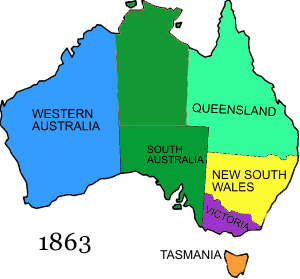 QUEENSLAND
WESTERN
AUSTRALIA
SOUTH
AUSTRALIA
NEW SOUTH
WALES
VICTORIA
1863
TASMANIA